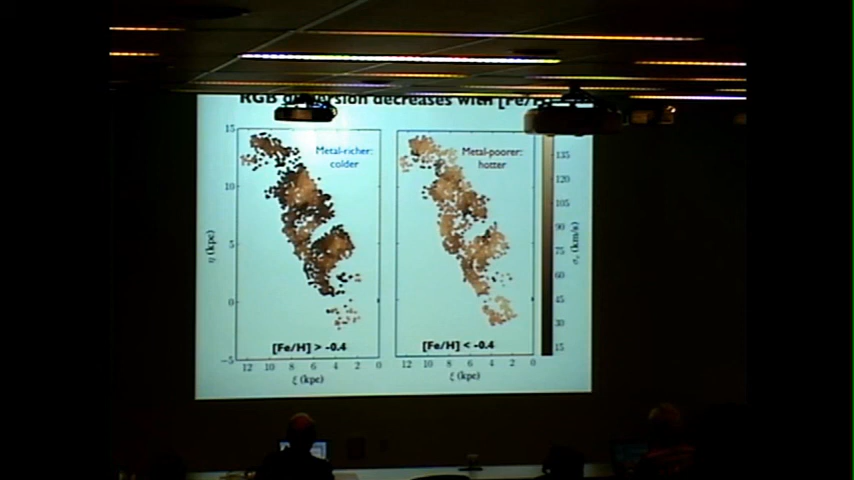 RGB dispersion decreases with [Fe/H]
Metal-richer:
colder
Metal-poorer:
hotter
15
10
5
0
−5
η (kpc)
[Fe/H] > -0.4
[Fe/H] < -0.4
12 10 8 6 4 2 0
12 10 8 6 4 2 0
ξ (kpc)
ξ (kpc)
135
120
105
90
75
60
45
30
15
σᵥ (km/s)